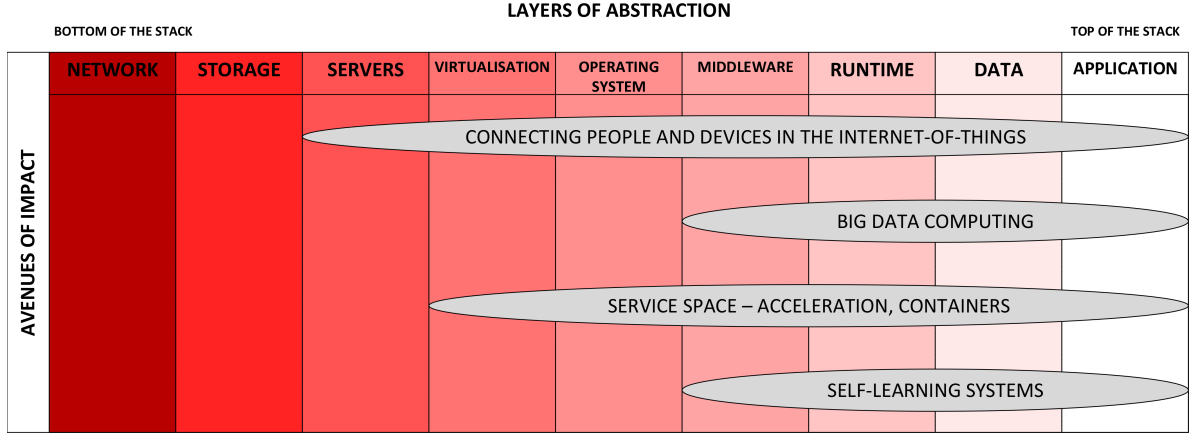 LAYERS OF ABSTRACTION
BOTTOM OF THE STACK
TOP OF THE STACK
NETWORK
STORAGE
SERVERS
VIRTUALISATION
OPERATING
SYSTEM
MIDDLEWARE
RUNTIME
DATA
APPLICATION
AVENUES OF IMPACT
CONNECTING PEOPLE AND DEVICES IN THE INTERNET-OF-THINGS
BIG DATA COMPUTING
SERVICE SPACE – ACCELERATION, CONTAINERS
SELF-LEARNING SYSTEMS